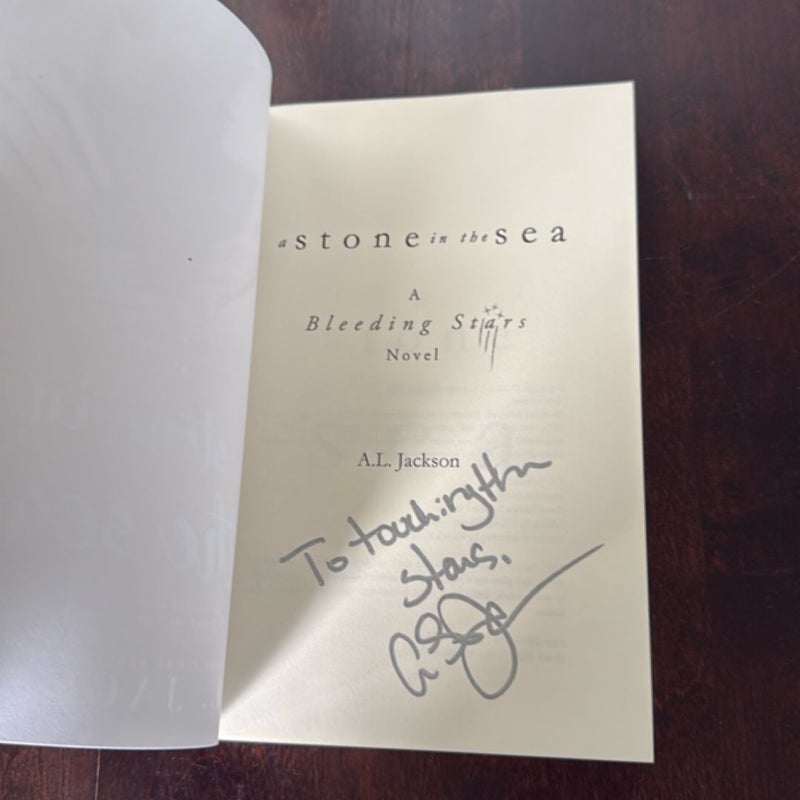 a stone in the sea
A
Bleeding Stars
Novel
A.L. Jackson
To touching the
stars.